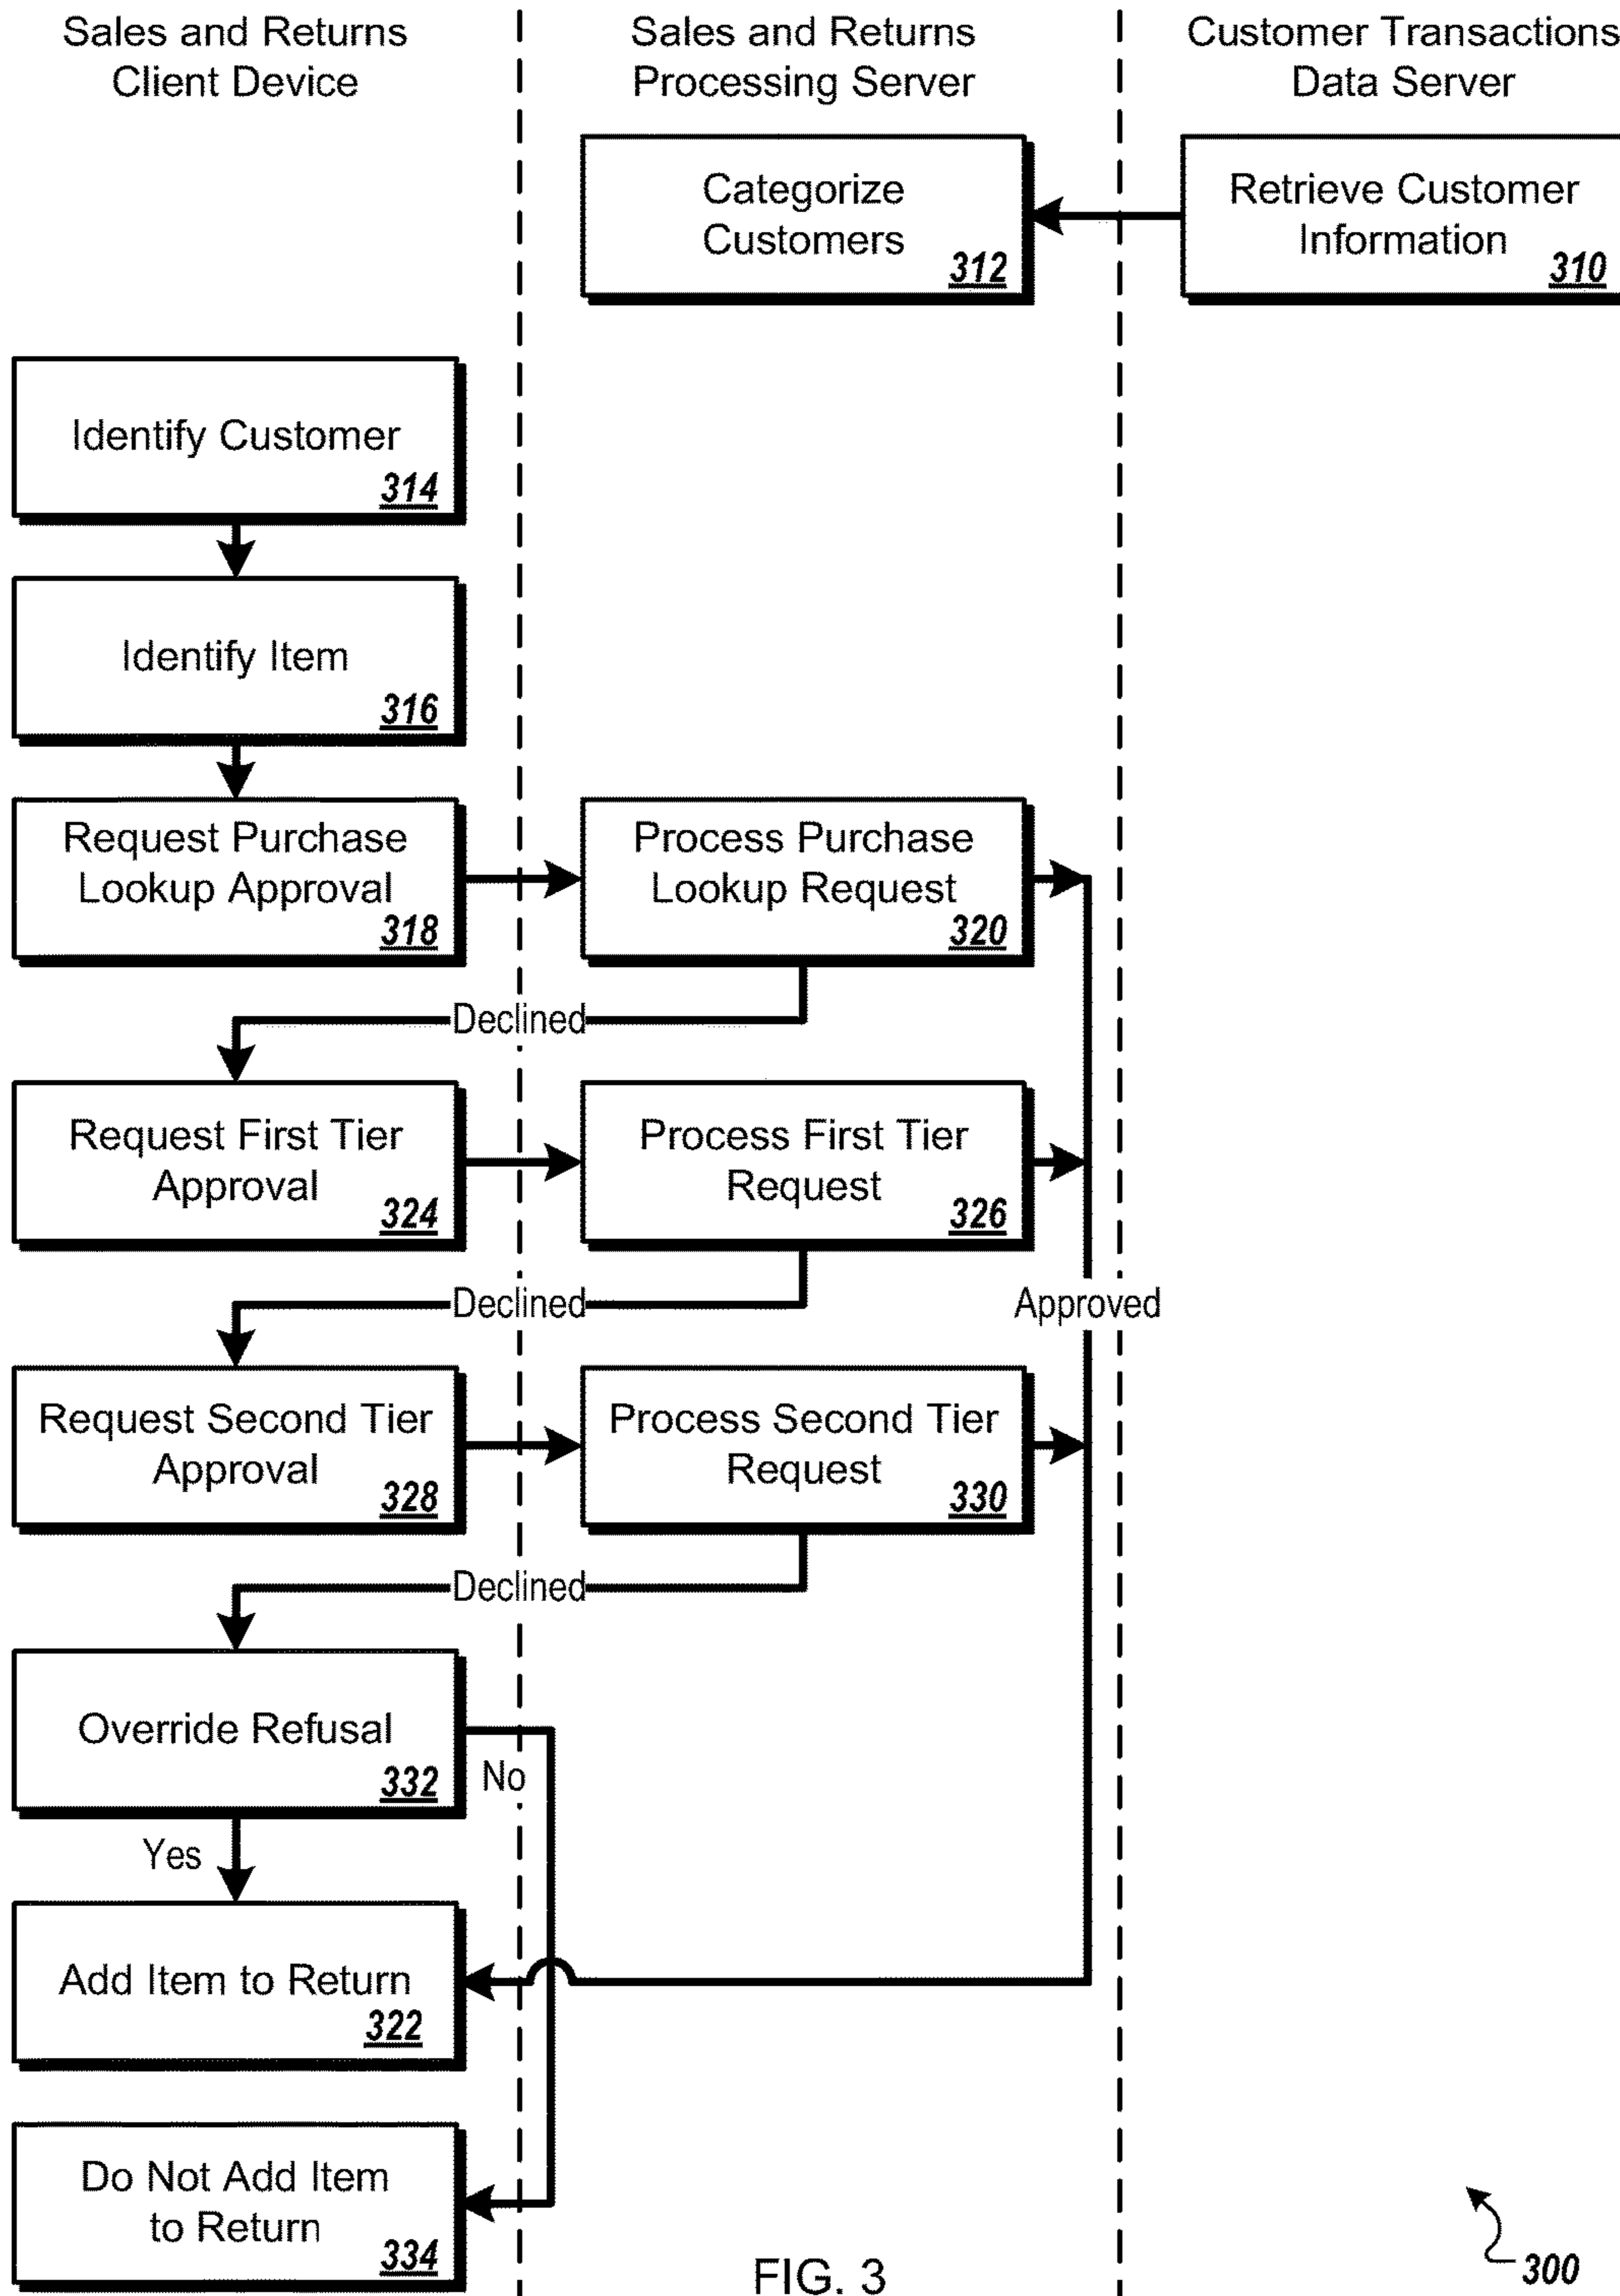 Sales and Returns
Client Device
Sales and Returns
Processing Server
Customer Transactions
Data Server
Categorize
Customers
312
Retrieve Customer
Information
310
Identify Customer
314
Identify Item
316
Request Purchase
Lookup Approval
318
Process Purchase
Lookup Request
320
Declined
Request First Tier
Approval
324
Process First Tier
Request
326
Declined
Approved
Request Second Tier
Approval
328
Process Second Tier
Request
330
Declined
Override Refusal
332
No
Yes
Add Item to Return
322
Do Not Add Item
to Return
334
FIG. 3
300